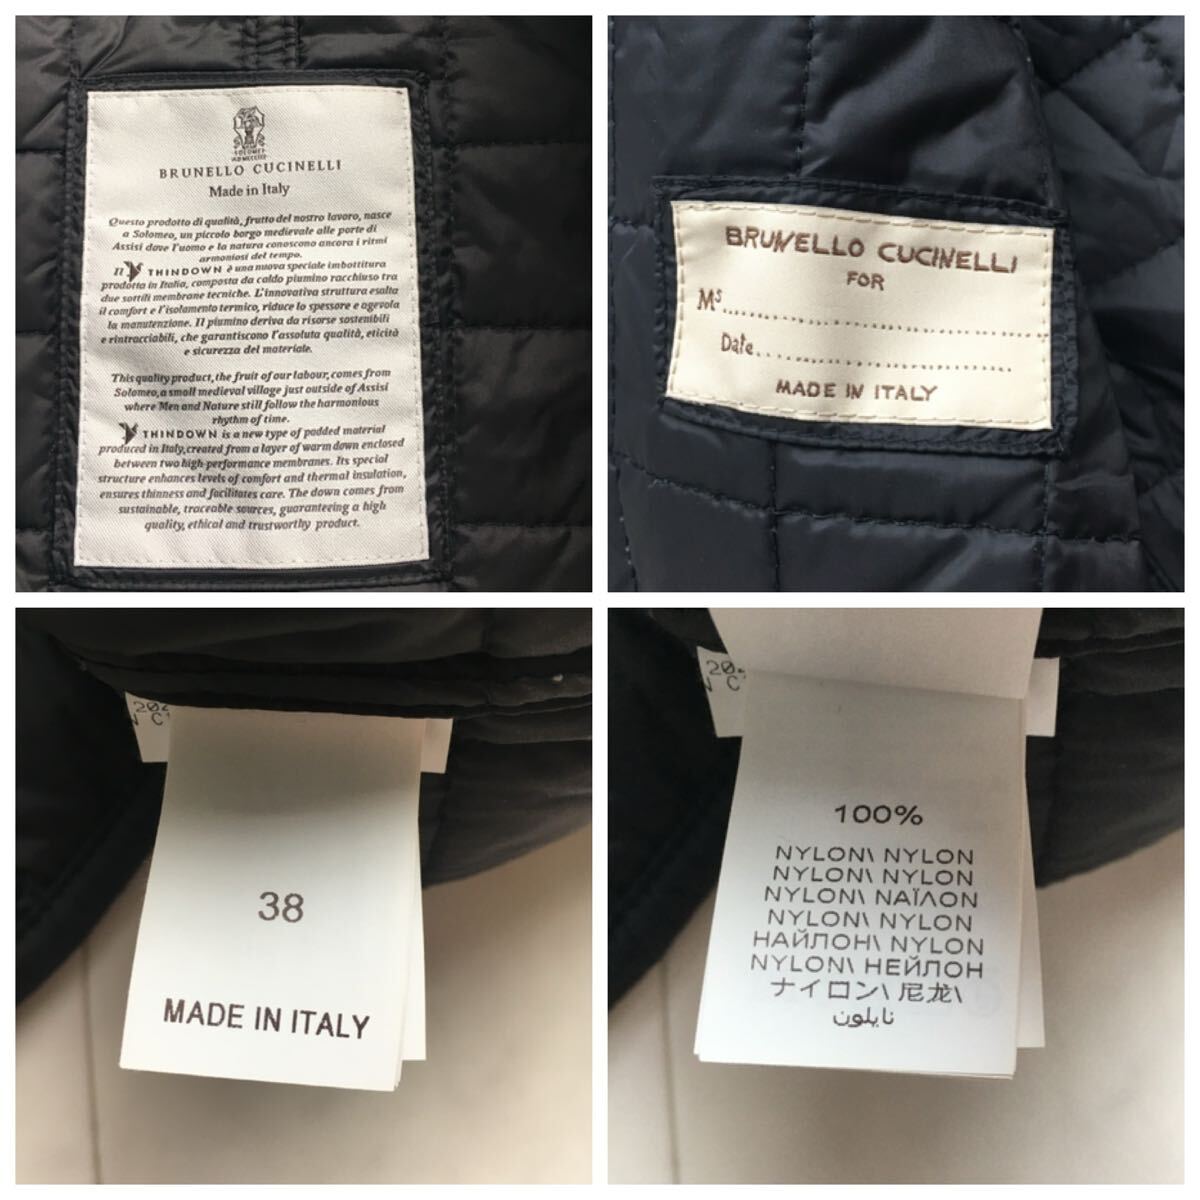 SOLOMEO
BRUNELLO CUCINELLI
Made in Italy
Questo prodotto di qualità, frutto del nostro lavoro, nasce
a Solomeo, un piccolo borgo medievale alle porte di
Assisi dove l'uomo e la natura conoscono ancora i ritmi
armoniosi del tempo.
Il THINDOWN è una nuova speciale imbottitura
prodotta in Italia, composta da caldo piumino racchiuso tra
due sottili membrane tecniche. L'innovativa struttura esalta
il comfort e l'isolamento termico, riduce lo spessore e agevola
la manutenzione. Il piumino deriva da risorse sostenibili
e rintracciabili, che garantiscono l'assoluta qualità, eticità
e sicurezza del materiale.
This quality product, the fruit of our labour, comes from
Solomeo, a small medieval village just outside of Assisi
where Men and Nature still follow the harmonious
rhythm of time.
THINDOWN is a new type of padded material
produced in Italy, created from a layer of warm down enclosed
between two high-performance membranes. Its special
structure enhances levels of comfort and thermal insulation,
ensures thinness and facilitates care. The down comes from
sustainable, traceable sources, guaranteeing a high
quality, ethical and trustworthy product.
BRUNELLO CUCINELLI
FOR
Ms.....................................
Date...............................
MADE IN ITALY
202
38
MADE IN ITALY
202
100%
NYLON\ NYLON
NYLON\ NYLON
NYLON\ ΝΑΪΛΟΝ
NYLON\ NYLON
НАЙЛОН\ NYLON
NYLON\ НЕЙЛОН
ナイロン\ 尼龙\
نايلون